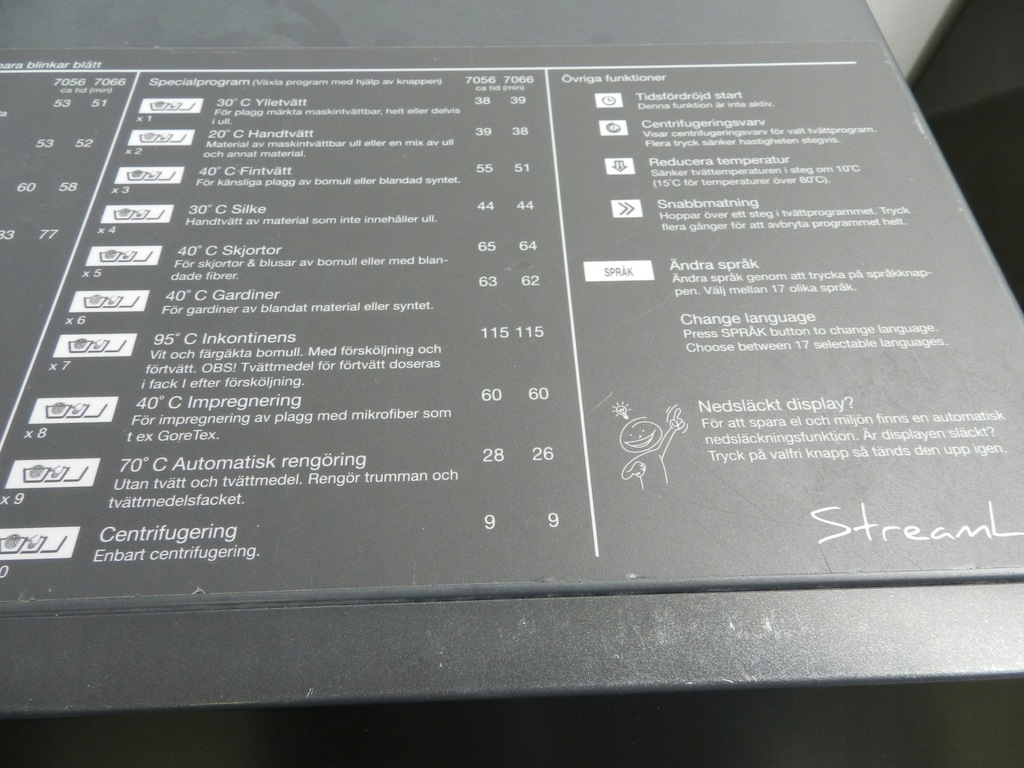 para blinkar blått
7056 7066
ca tid (min)
53 51
53 52
60 58
77
Specialprogram (Växla program med hjälp av knappen)
7056 7066
ca tid (min)
x 1
30° C Ylletvätt
38 39
För plagg märkta maskintvättbar, helt eller delvis
i ull.
x 2
20° C Handtvätt
39 38
Material av maskintvättbar ull eller en mix av ull
och annat material.
x 3
40° C Fintvätt
55 51
För känsliga plagg av bomull eller blandad syntet.
x 4
30° C Silke
44 44
Handtvätt av material som inte innehåller ull.
x 5
40° C Skjortor
65 64
För skjortor & blusar av bomull eller med blan-
dade fibrer.
x 6
40° C Gardiner
63 62
För gardiner av blandat material eller syntet.
x 7
95° C Inkontinens
115 115
Vit och färgäkta bomull. Med försköljning och
förtvätt. OBS! Tvättmedel för förtvätt doseras
i fack I efter försköljning.
x 8
40° C Impregnering
60 60
För impregnering av plagg med mikrofiber som
t ex GoreTex.
x 9
70° C Automatisk rengöring
28 26
Utan tvätt och tvättmedel. Rengör trumman och
tvättmedelsfacket.
0
Centrifugering
9 9
Enbart centrifugering.
Övriga funktioner
Tidsfördröjd start
Denna funktion är inte aktiv.
Centrifugeringsvarv
Visar centrifugeringsvarv för valt tvättprogram.
Flera tryck sänker hastigheten stegvis.
Reducera temperatur
Sänker tvättemperaturen i steg om 10°C
(15°C för temperaturer över 80°C).
Snabbmatning
Hoppar över ett steg i tvättprogrammet. Tryck
flera gånger för att avbryta programmet helt.
SPRÅK
Ändra språk
Ändra språk genom att trycka på språkknap-
pen. Välj mellan 17 olika språk.
Change language
Press SPRÅK button to change language.
Choose between 17 selectable languages.
Nedsläckt display?
För att spara el och miljön finns en automatisk
nedsläckningsfunktion. Är displayen släckt?
Tryck på valfri knapp så tänds den upp igen.
StreamL